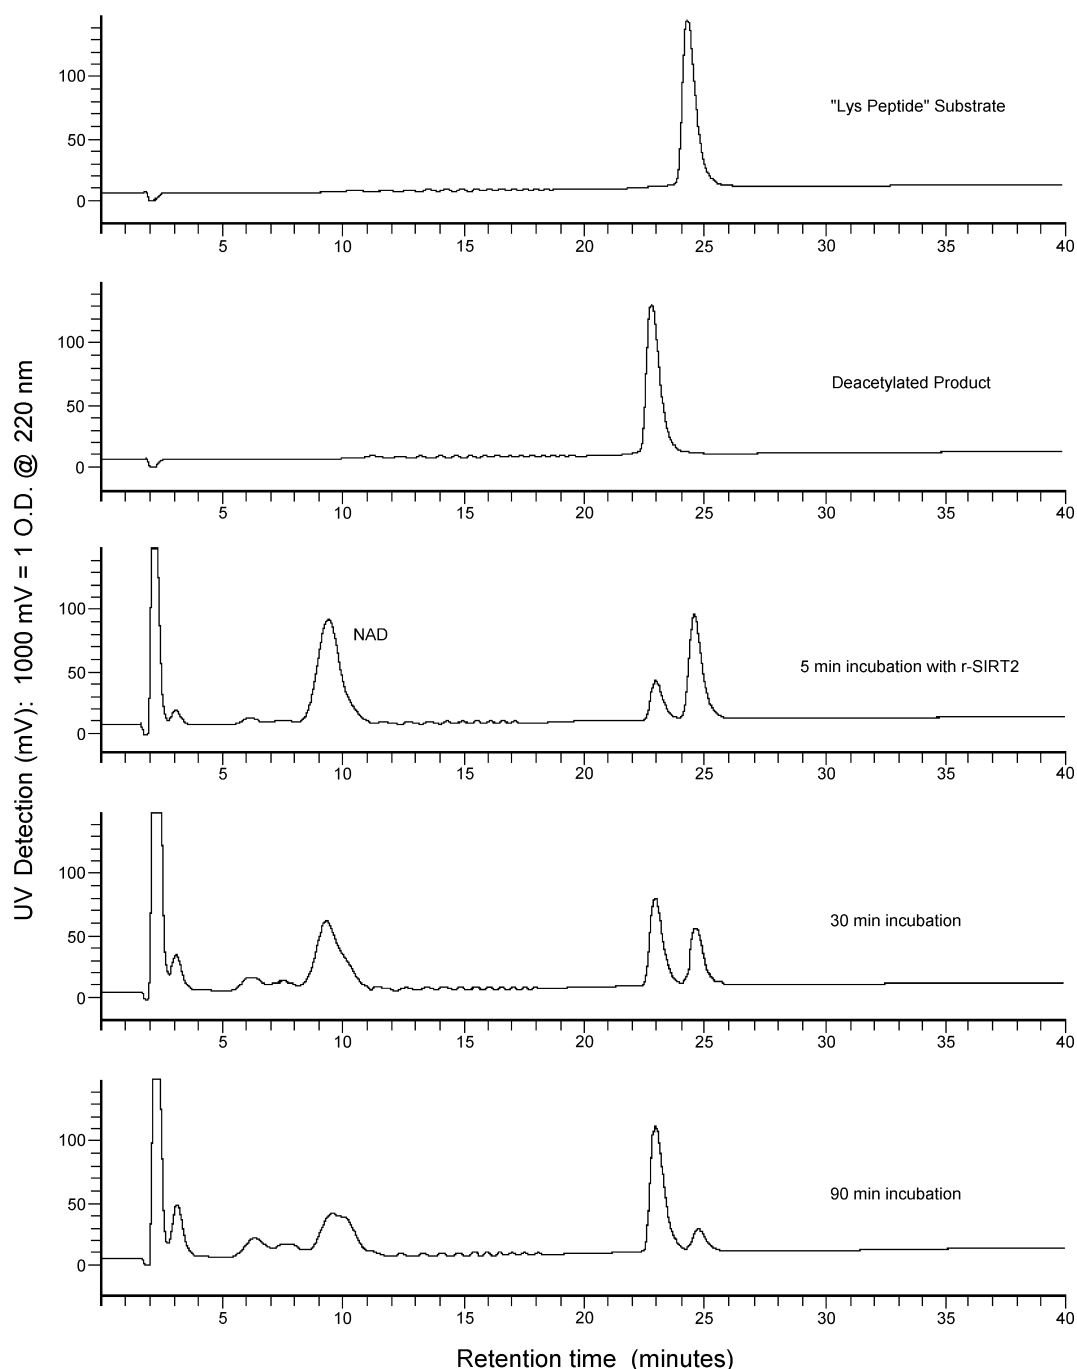 UV Detection (mV):  1000 mV = 1 O.D. @ 220 nm
100
50
0
"Lys Peptide" Substrate
5 10 15 20 25 30 35 40
100
50
0
Deacetylated Product
5 10 15 20 25 30 35 40
100
50
0
NAD
5 min incubation with r-SIRT2
5 10 15 20 25 30 35 40
100
50
0
30 min incubation
5 10 15 20 25 30 35 40
100
50
0
90 min incubation
5 10 15 20 25 30 35 40
Retention time  (minutes)